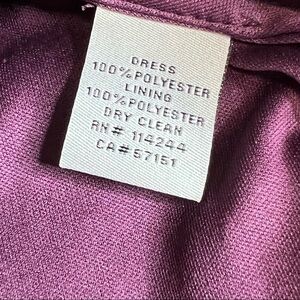 DRESS
100%POLYESTER
LINING
100%POLYESTER
DRY CLEAN
RN# 114244
CA#57151